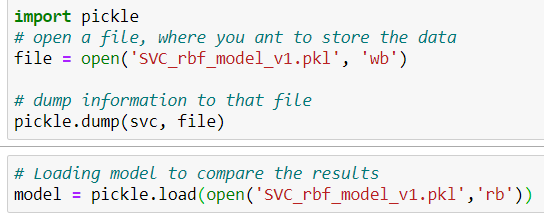 import pickle
# open a file, where you ant to store the data
file = open('SVC_rbf_model_v1.pkl', 'wb')
# dump information to that file
pickle.dump(svc, file)
# Loading model to compare the results
model = pickle.load(open('SVC_rbf_model_v1.pkl','rb'))